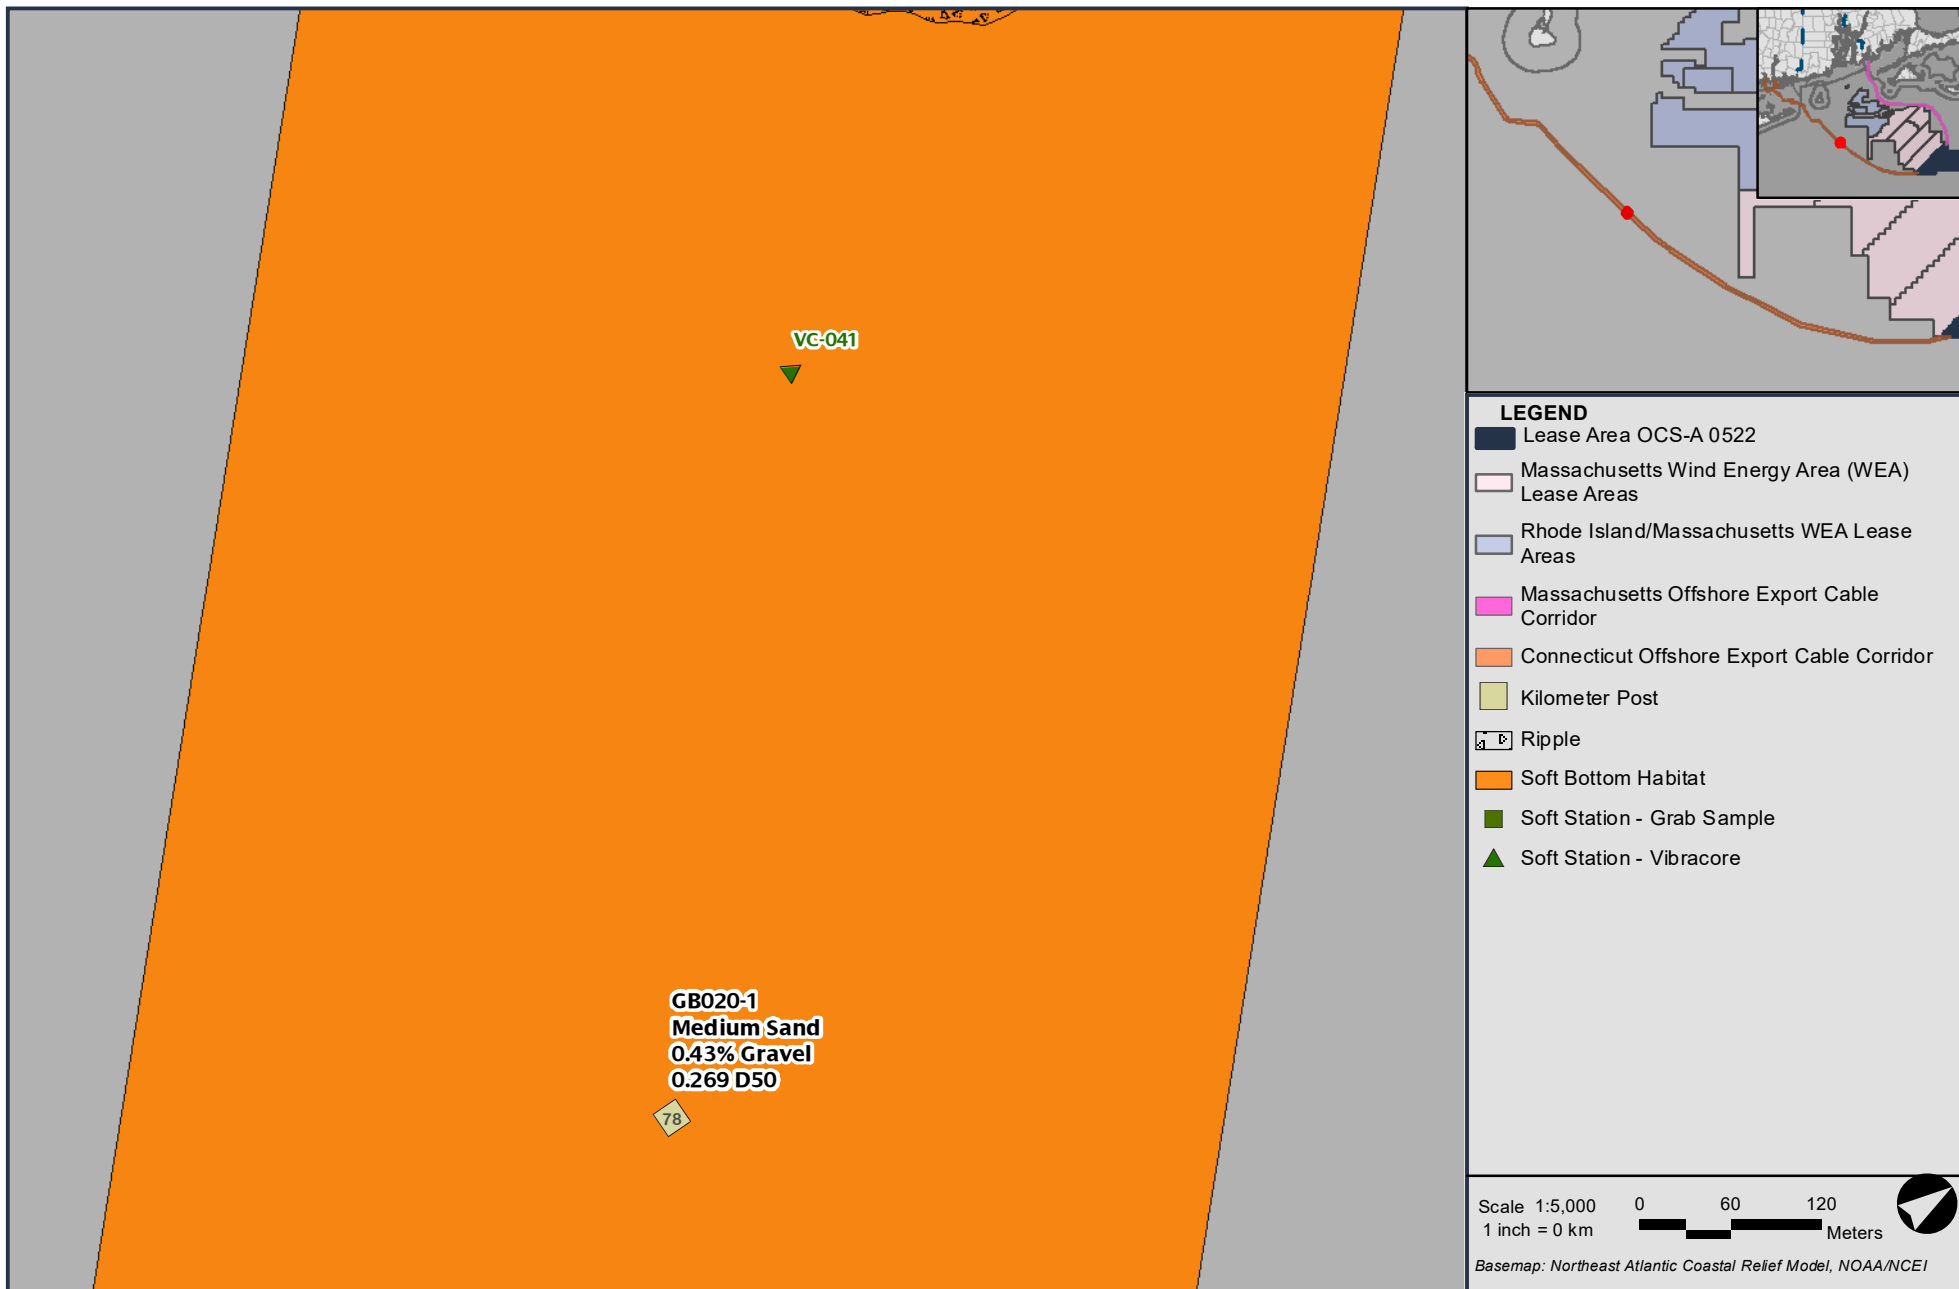 VC-041
GB020-1
Medium Sand
0.43% Gravel
0.269 D50
78
LEGEND
Lease Area OCS-A 0522
Massachusetts Wind Energy Area (WEA)
Lease Areas
Rhode Island/Massachusetts WEA Lease
Areas
Massachusetts Offshore Export Cable
Corridor
Connecticut Offshore Export Cable Corridor
Kilometer Post
Ripple
Soft Bottom Habitat
Soft Station - Grab Sample
Soft Station - Vibracore
Scale 1:5,000
1 inch = 0 km
0 60 120
Meters
Basemap: Northeast Atlantic Coastal Relief Model, NOAA/NCEI